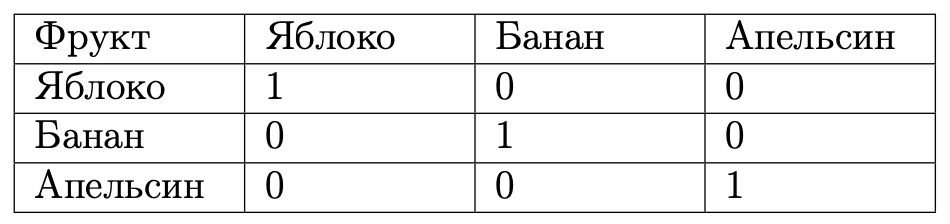 Фрукт Яблоко Банан Апельсин
Яблоко 1 0 0
Банан 0 1 0
Апельсин 0 0 1